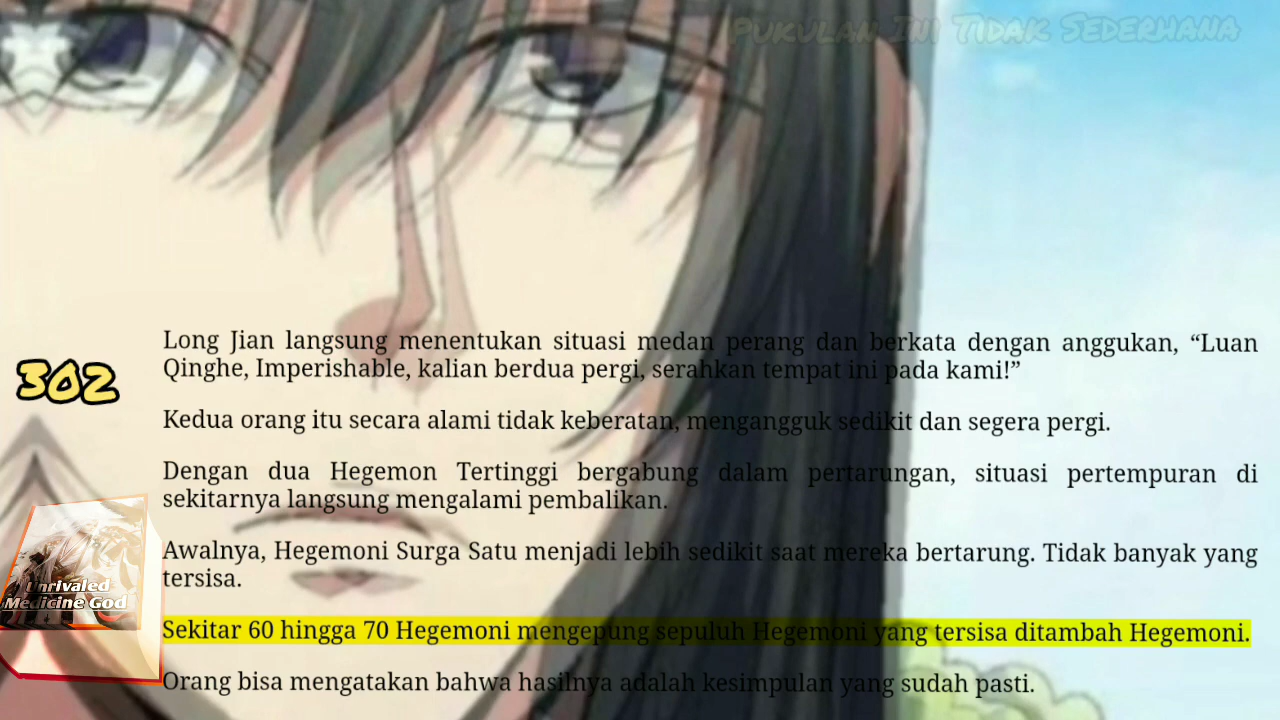 Pukulan Ini Tidak Sederhana
Long Jian langsung menentukan situasi medan perang dan berkata dengan anggukan, “Luan
Qinghe, Imperishable, kalian berdua pergi, serahkan tempat ini pada kami!”
302
Kedua orang itu secara alami tidak keberatan, mengangguk sedikit dan segera pergi.
Dengan dua Hegemon Tertinggi bergabung dalam pertarungan, situasi pertempuran di
sekitarnya langsung mengalami pembalikan.
Awalnya, Hegemoni Surga Satu menjadi lebih sedikit saat mereka bertarung. Tidak banyak yang
tersisa.
Unrivaled
Medicine God
Sekitar 60 hingga 70 Hegemoni mengepung sepuluh Hegemoni yang tersisa ditambah Hegemoni.
Orang bisa mengatakan bahwa hasilnya adalah kesimpulan yang sudah pasti.